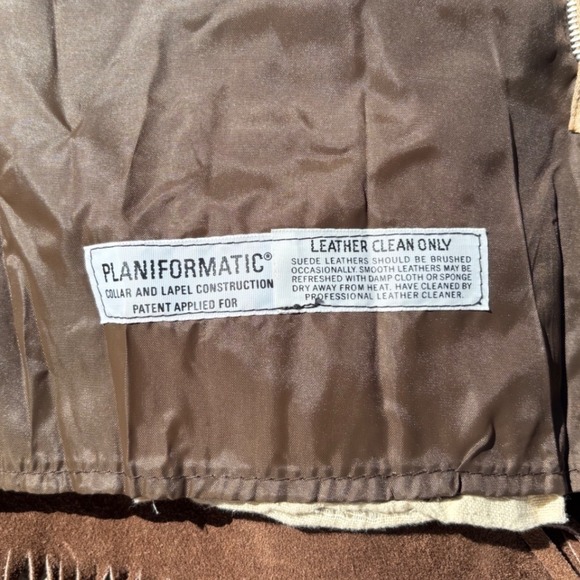 PLANIFORMATIC®
COLLAR AND LAPEL CONSTRUCTION
PATENT APPLIED FOR
LEATHER CLEAN ONLY
SUEDE LEATHERS SHOULD BE BRUSHED
OCCASIONALLY. SMOOTH LEATHERS MAY BE
REFRESHED WITH DAMP CLOTH OR SPONGE
DRY AWAY FROM HEAT. HAVE CLEANED BY
PROFESSIONAL LEATHER CLEANER.